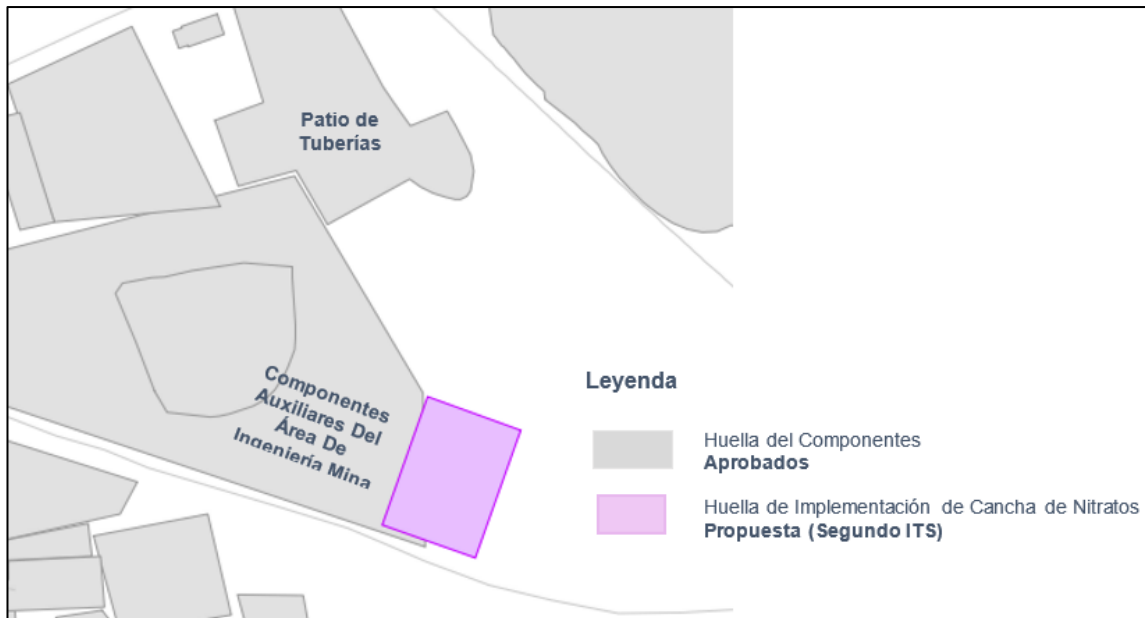 Patio de
Tuberías
Componentes
Auxiliares Del
Área De
Ingeniería Mina
Leyenda
Huella del Componentes
Aprobados
Huella de Implementación de Cancha de Nitratos
Propuesta (Segundo ITS)